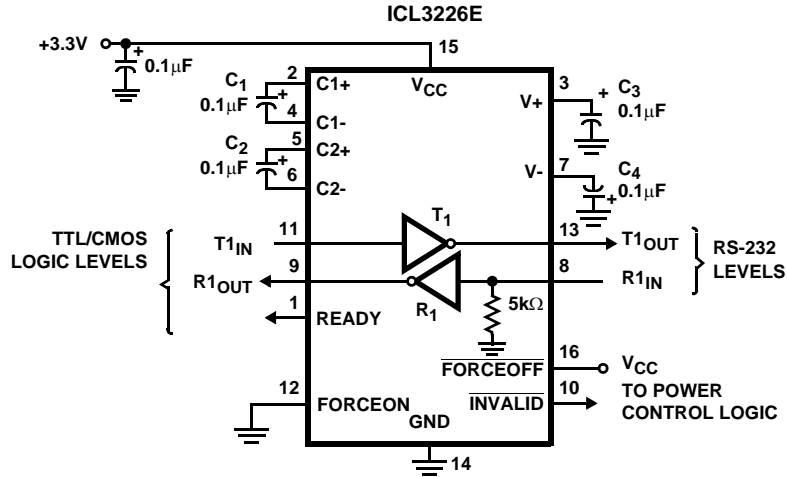 ICL3226E
+3.3V
+
0.1μF
15
VCC
C1
0.1μF
+
2
C1+
4
C1-
C2
0.1μF
+
5
C2+
6
C2-
3
V+
+
C3
0.1μF
7
V-
C4
0.1μF
+
TTL/CMOS
LOGIC LEVELS
T1IN
11
T1
13
T1OUT
R1OUT
9
R1
5kΩ
8
R1IN
RS-232
LEVELS
1
READY
16
FORCEOFF
VCC
12
FORCEON
10
INVALID
TO POWER
CONTROL LOGIC
GND
14